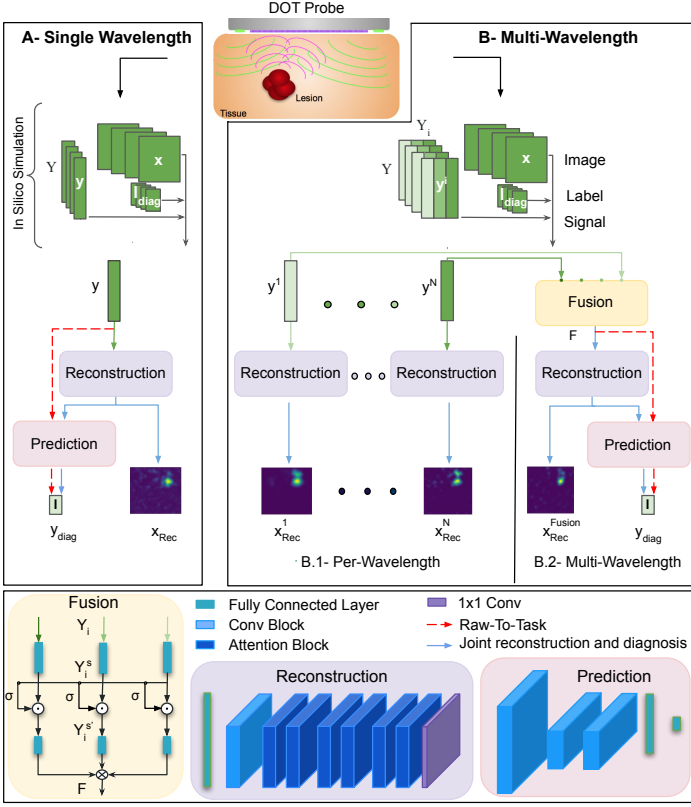 DOT Probe
Lesion
Tissue
A- Single Wavelength
In Silico Simulation
Y
y
x
I diag
y
Reconstruction
Prediction
I
y diag
x Rec
B- Multi-Wavelength
Y i
Y
y i
x
I diag
Image
Label
Signal
y 1
y N
Fusion
F
Reconstruction
Reconstruction
Reconstruction
Prediction
I
x 1 Rec
x N Rec
x Fusion Rec
y diag
B.1- Per-Wavelength
B.2- Multi-Wavelength
Fusion
Y i
Y i s
σ
σ
σ
Y i s'
F
Fully Connected Layer
Conv Block
Attention Block
1x1 Conv
Raw-To-Task
Joint reconstruction and diagnosis
Reconstruction
Prediction